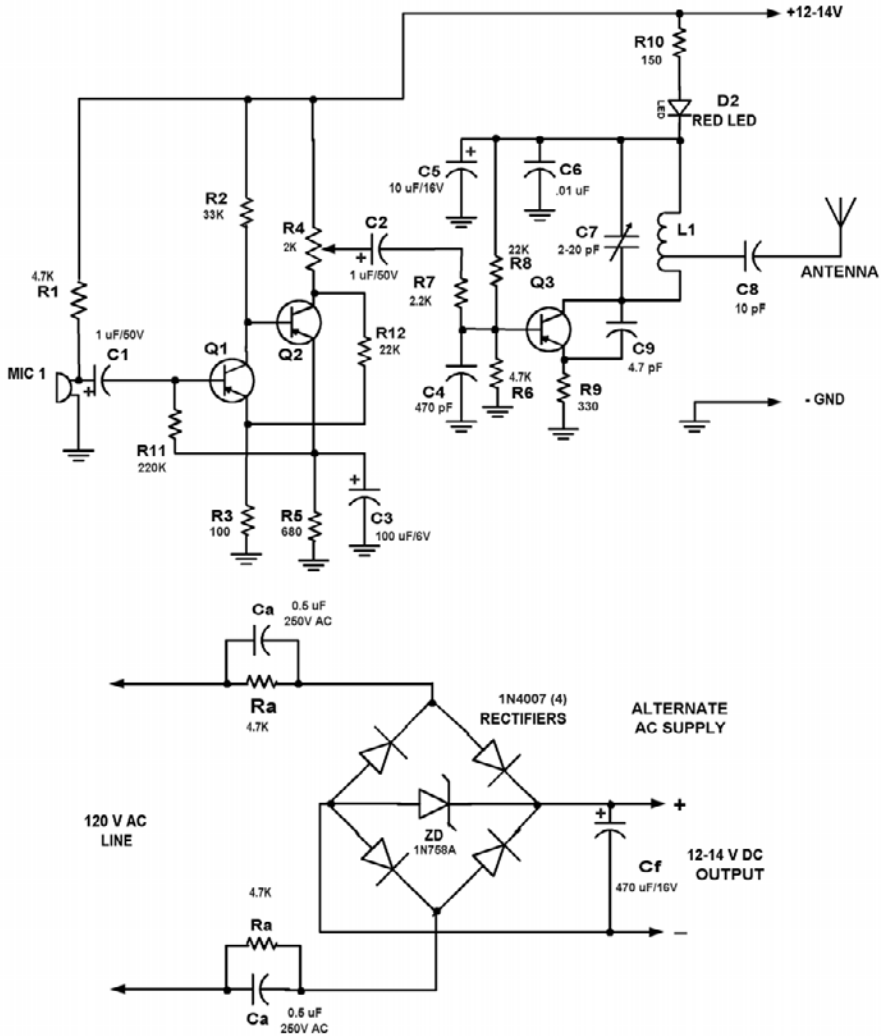 +12-14V
R10
150
LED
D2
RED LED
C5
10 uF/16V
C6
.01 uF
R2
33K
R4
2K
C2
1 uF/50V
+
+
C7
2-20 pF
L1
ANTENNA
C8
10 pF
4.7K
R1
R7
2.2K
22K
R8
Q3
1 uF/50V
C1
MIC 1
+
Q1
Q2
R12
22K
C9
4.7 pF
C4
470 pF
4.7K
R6
R9
330
- GND
R11
220K
+
R3
100
R5
680
C3
100 uF/6V
Ca
0.5 uF
250V AC
Ra
4.7K
1N4007 (4)
RECTIFIERS
ALTERNATE
AC SUPPLY
120 V AC
LINE
ZD
1N758A
+
+
Cf
470 uF/16V
12-14 V DC
OUTPUT
–
4.7K
Ra
Ca
0.5 uF
250V AC